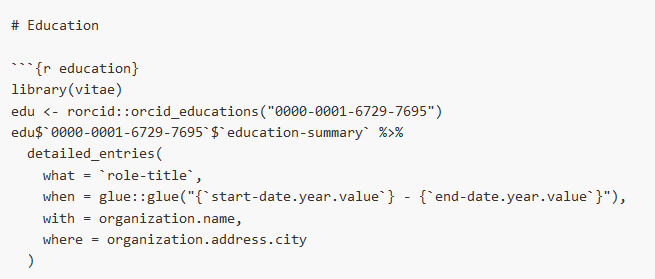 # Education
```{r education}
library(vitae)
edu <- rorcid::orcid_educations("0000-0001-6729-7695")
edu$`0000-0001-6729-7695`$`education-summary` %>%
  detailed_entries(
    what = `role-title`,
    when = glue::glue("{`start-date.year.value`} - {`end-date.year.value`}"),
    with = organization.name,
    where = organization.address.city
  )